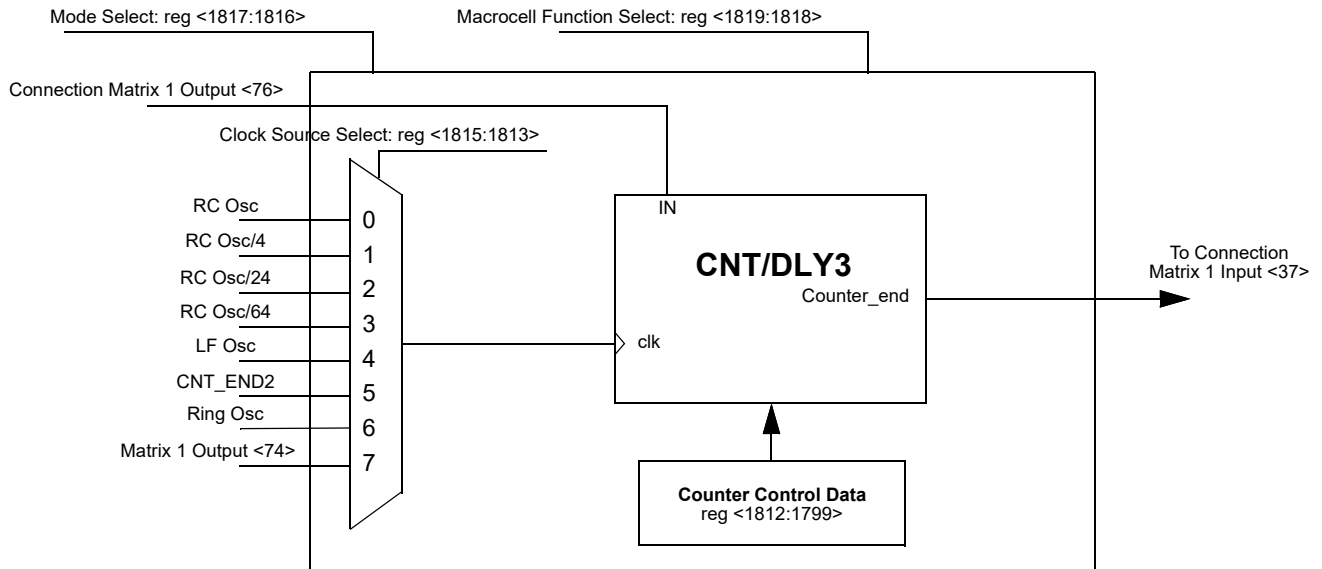 Mode Select: reg <1817:1816>
Macrocell Function Select: reg <1819:1818>
Connection Matrix 1 Output <76>
Clock Source Select: reg <1815:1813>
RC Osc
0
RC Osc/4
1
RC Osc/24
2
RC Osc/64
3
LF Osc
4
CNT_END2
5
Ring Osc
6
Matrix 1 Output <74>
7
IN
CNT/DLY3
Counter_end
clk
To Connection
Matrix 1 Input <37>
Counter Control Data
reg <1812:1799>